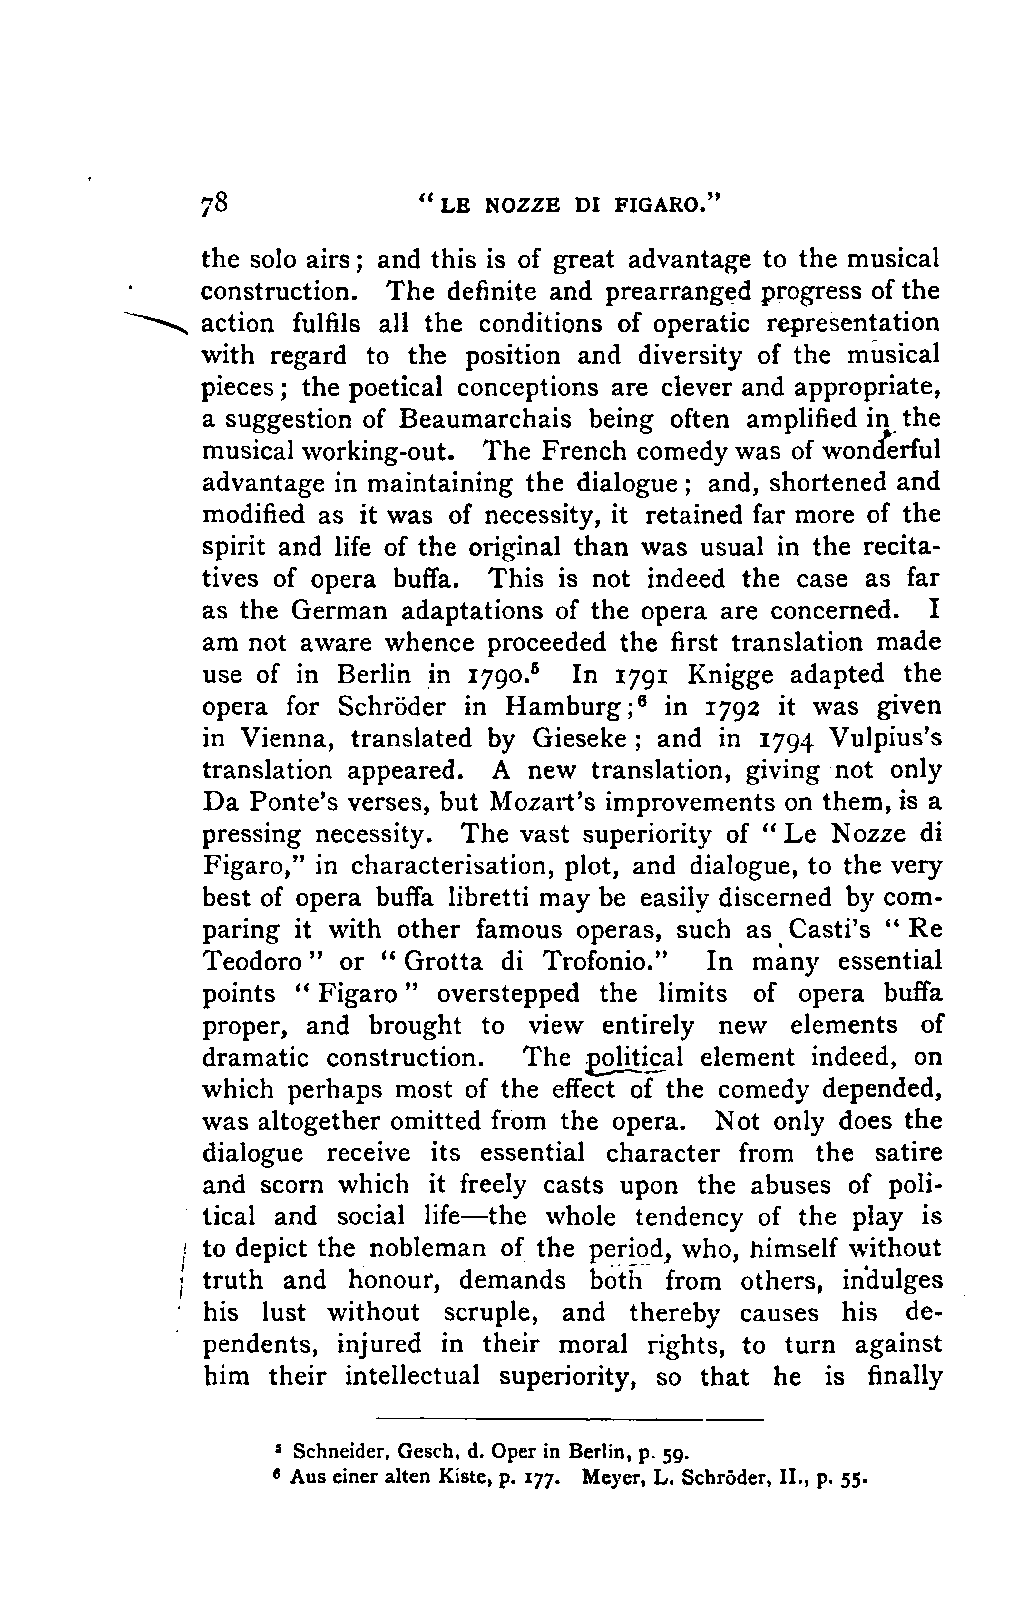 78 "LE NOZZE DI FIGARO."
the solo airs; and this is of great advantage to the musical
construction. The definite and prearranged progress of the
action fulfils all the conditions of operatic representation
with regard to the position and diversity of the musical
pieces; the poetical conceptions are clever and appropriate,
a suggestion of Beaumarchais being often amplified in the
musical working-out. The French comedy was of wonderful
advantage in maintaining the dialogue; and, shortened and
modified as it was of necessity, it retained far more of the
spirit and life of the original than was usual in the recita-
tives of opera buffa. This is not indeed the case as far
as the German adaptations of the opera are concerned. I
am not aware whence proceeded the first translation made
use of in Berlin in 1790.⁵ In 1791 Knigge adapted the
opera for Schröder in Hamburg;⁶ in 1792 it was given
in Vienna, translated by Gieseke; and in 1794 Vulpius's
translation appeared. A new translation, giving not only
Da Ponte's verses, but Mozart's improvements on them, is a
pressing necessity. The vast superiority of "Le Nozze di
Figaro," in characterisation, plot, and dialogue, to the very
best of opera buffa libretti may be easily discerned by com-
paring it with other famous operas, such as Casti's "Re
Teodoro" or "Grotta di Trofonio." In many essential
points "Figaro" overstepped the limits of opera buffa
proper, and brought to view entirely new elements of
dramatic construction. The political element indeed, on
which perhaps most of the effect of the comedy depended,
was altogether omitted from the opera. Not only does the
dialogue receive its essential character from the satire
and scorn which it freely casts upon the abuses of poli-
tical and social life—the whole tendency of the play is
to depict the nobleman of the period, who, himself without
truth and honour, demands both from others, indulges
his lust without scruple, and thereby causes his de-
pendents, injured in their moral rights, to turn against
him their intellectual superiority, so that he is finally
⁵ Schneider, Gesch. d. Oper in Berlin, p. 59.
⁶ Aus einer alten Kiste, p. 177. Meyer, L. Schröder, II., p. 55.